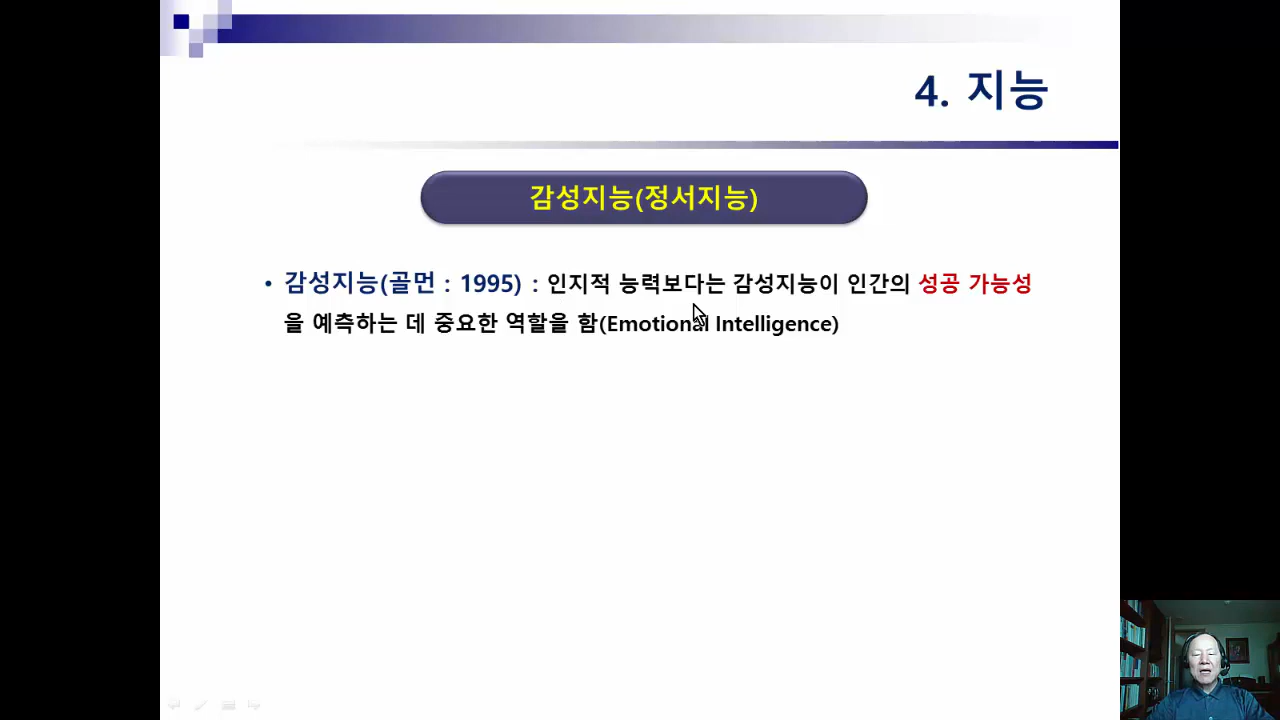 4. 지능
감성지능(정서지능)
• 감성지능(골먼 : 1995) : 인지적 능력보다는 감성지능이 인간의 성공 가능성
을 예측하는 데 중요한 역할을 함(Emotional Intelligence)